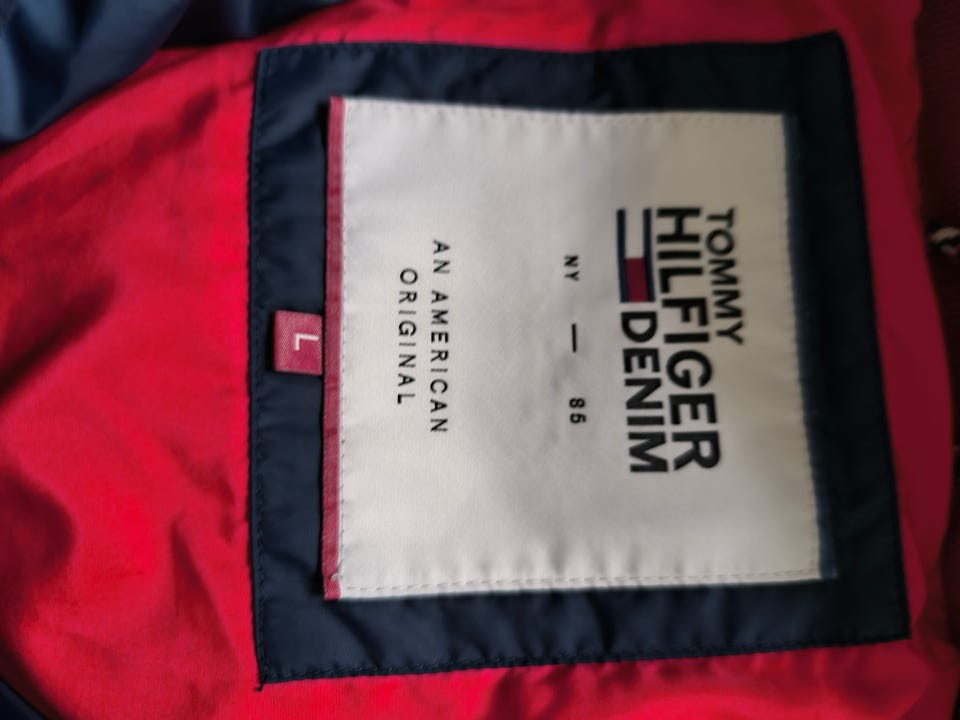 TOMMY
HILFIGER
DENIM
NY — 85
AN AMERICAN
ORIGINAL
L